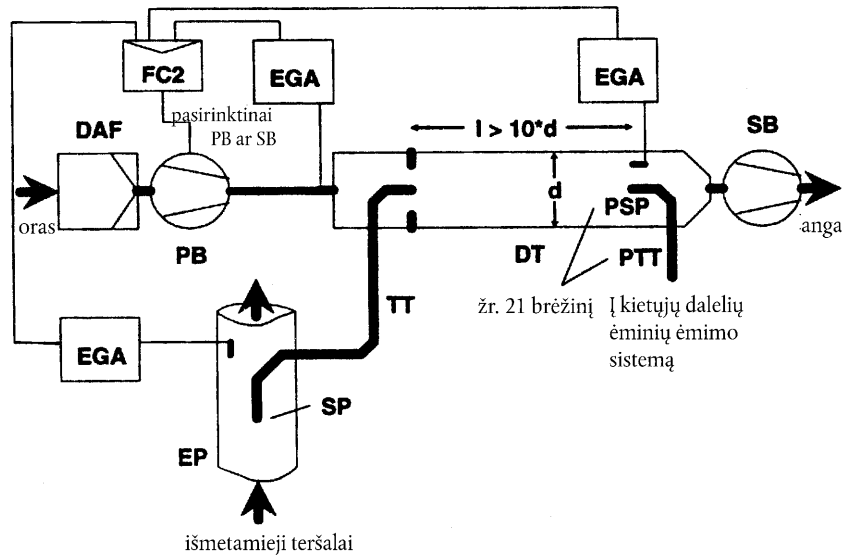 FC2
EGA
EGA
pasirinktinai
PB ar SB
DAF
l > 10*d
SB
oras
d
PSP
anga
PB
DT
PTT
TT
žr. 21 brėžinį
Į kietųjų dalelių
ėminių ėmimo
sistemą
EGA
SP
EP
išmetamieji teršalai